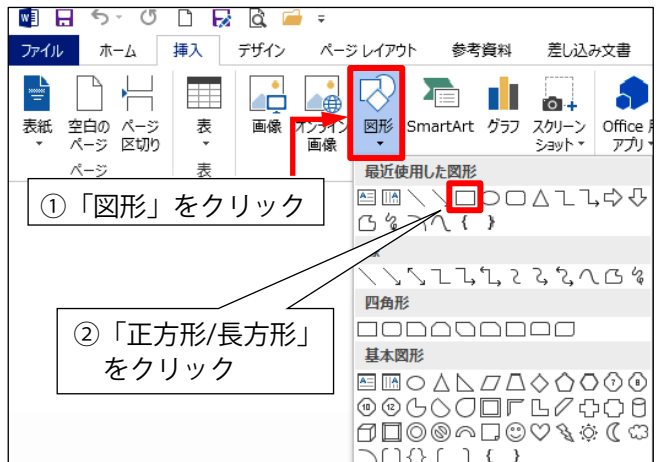 ファイル ホーム 挿入 デザイン ページ レイアウト 参考資料 差し込み文書
表紙 空白の ページ 表 画像 オンライン 図形 SmartArt グラフ スクリーン Office
ページ 区切り 画像 ショット アプリ
ページ 表
最近使用した図形
①「図形」をクリック
四角形
②「正方形/長方形」
をクリック
基本図形